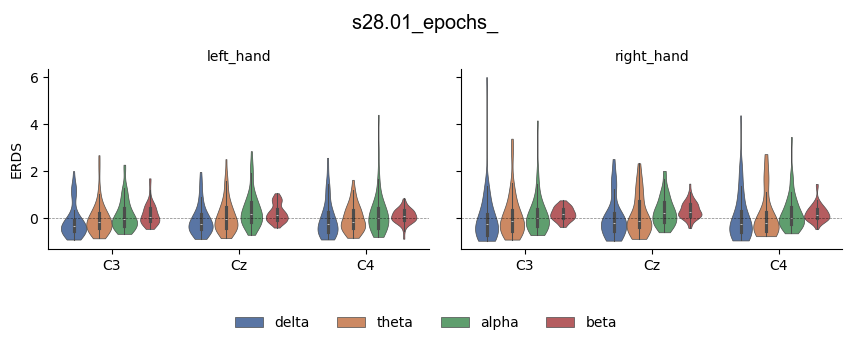 s28.01_epochs_
left_hand
right_hand
ERDS
6
4
2
0
C3 Cz C4
C3 Cz C4
delta theta alpha beta